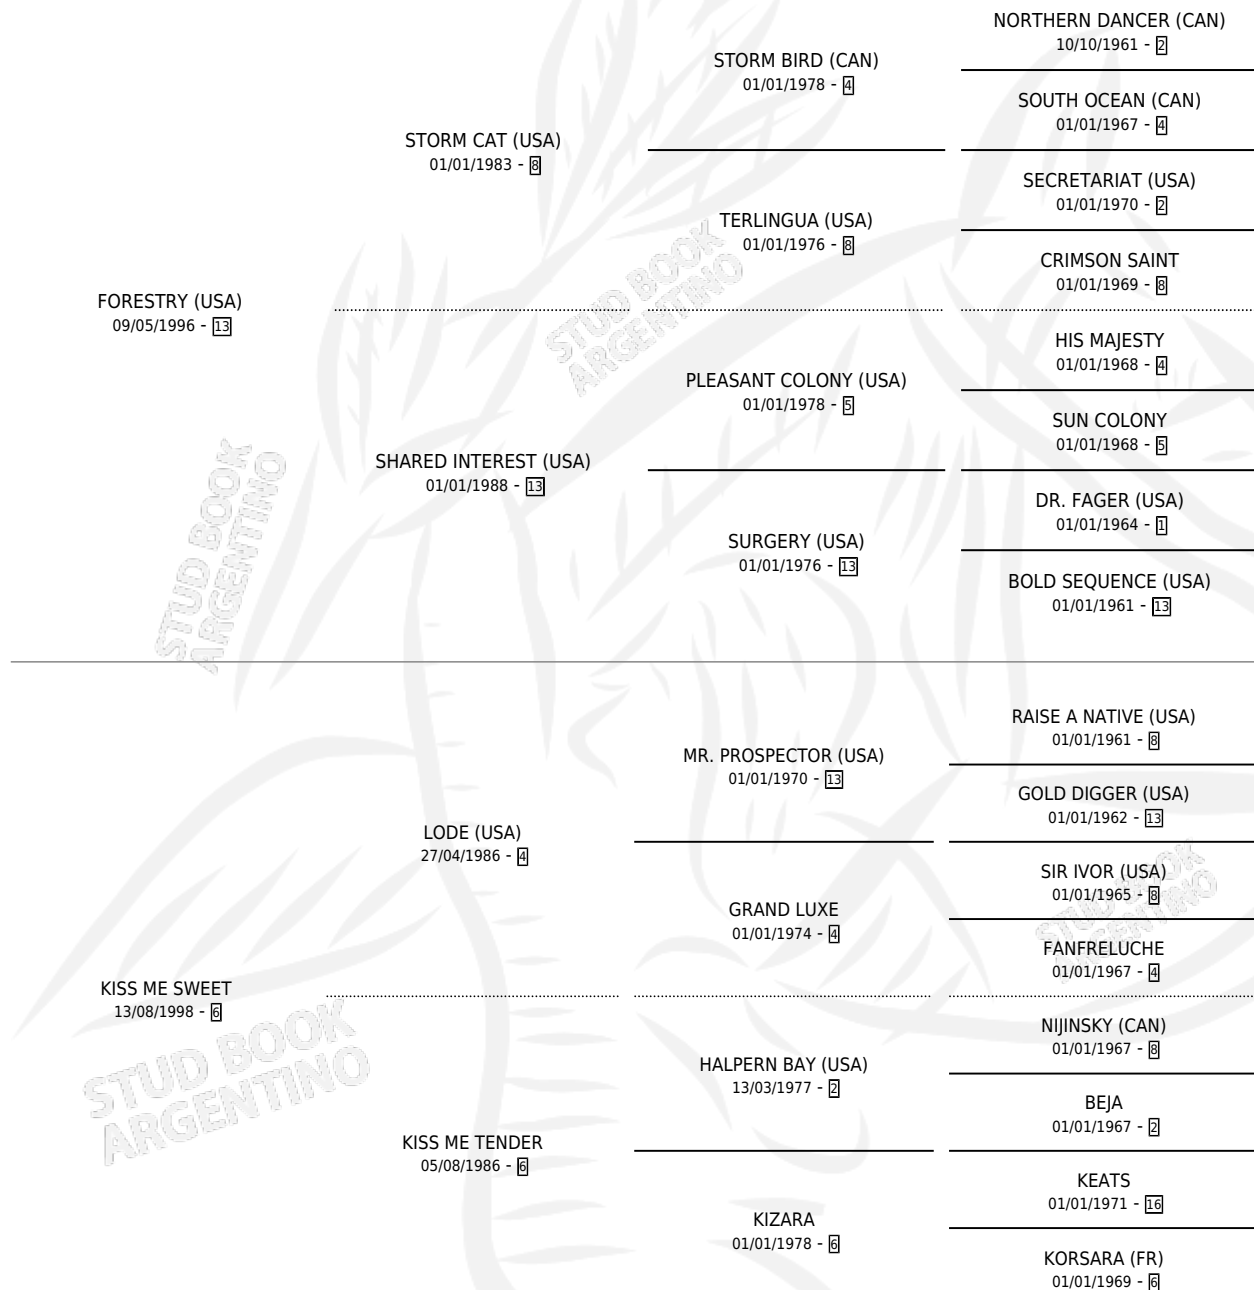 NORTHERN DANCER (CAN)
10/10/1961 - 2
STORM BIRD (CAN)
01/01/1978 - 4
SOUTH OCEAN (CAN)
01/01/1967 - 4
STORM CAT (USA)
01/01/1983 - 8
SECRETARIAT (USA)
01/01/1970 - 2
TERLINGUA (USA)
01/01/1976 - 8
CRIMSON SAINT
01/01/1969 - 8
FORESTRY (USA)
09/05/1996 - 13
HIS MAJESTY
01/01/1968 - 4
PLEASANT COLONY (USA)
01/01/1978 - 5
SUN COLONY
01/01/1968 - 5
SHARED INTEREST (USA)
01/01/1988 - 13
DR. FAGER (USA)
01/01/1964 - 1
SURGERY (USA)
01/01/1976 - 13
BOLD SEQUENCE (USA)
01/01/1961 - 13
RAISE A NATIVE (USA)
01/01/1961 - 8
MR. PROSPECTOR (USA)
01/01/1970 - 13
GOLD DIGGER (USA)
01/01/1962 - 13
LODE (USA)
27/04/1986 - 4
SIR IVOR (USA)
01/01/1965 - 8
GRAND LUXE
01/01/1974 - 4
FANFRELUCHE
01/01/1967 - 4
KISS ME SWEET
13/08/1998 - 6
NIJINSKY (CAN)
01/01/1967 - 8
HALPERN BAY (USA)
13/03/1977 - 2
BEJA
01/01/1967 - 2
KISS ME TENDER
05/08/1986 - 6
KEATS
01/01/1971 - 16
KIZARA
01/01/1978 - 6
KORSARA (FR)
01/01/1969 - 6
STUD BOOK
ARGENTINO
STUD BOOK
ARGENTINO
STUD BOOK
ARGENTINO
STUD BOOK
ARGENTINO